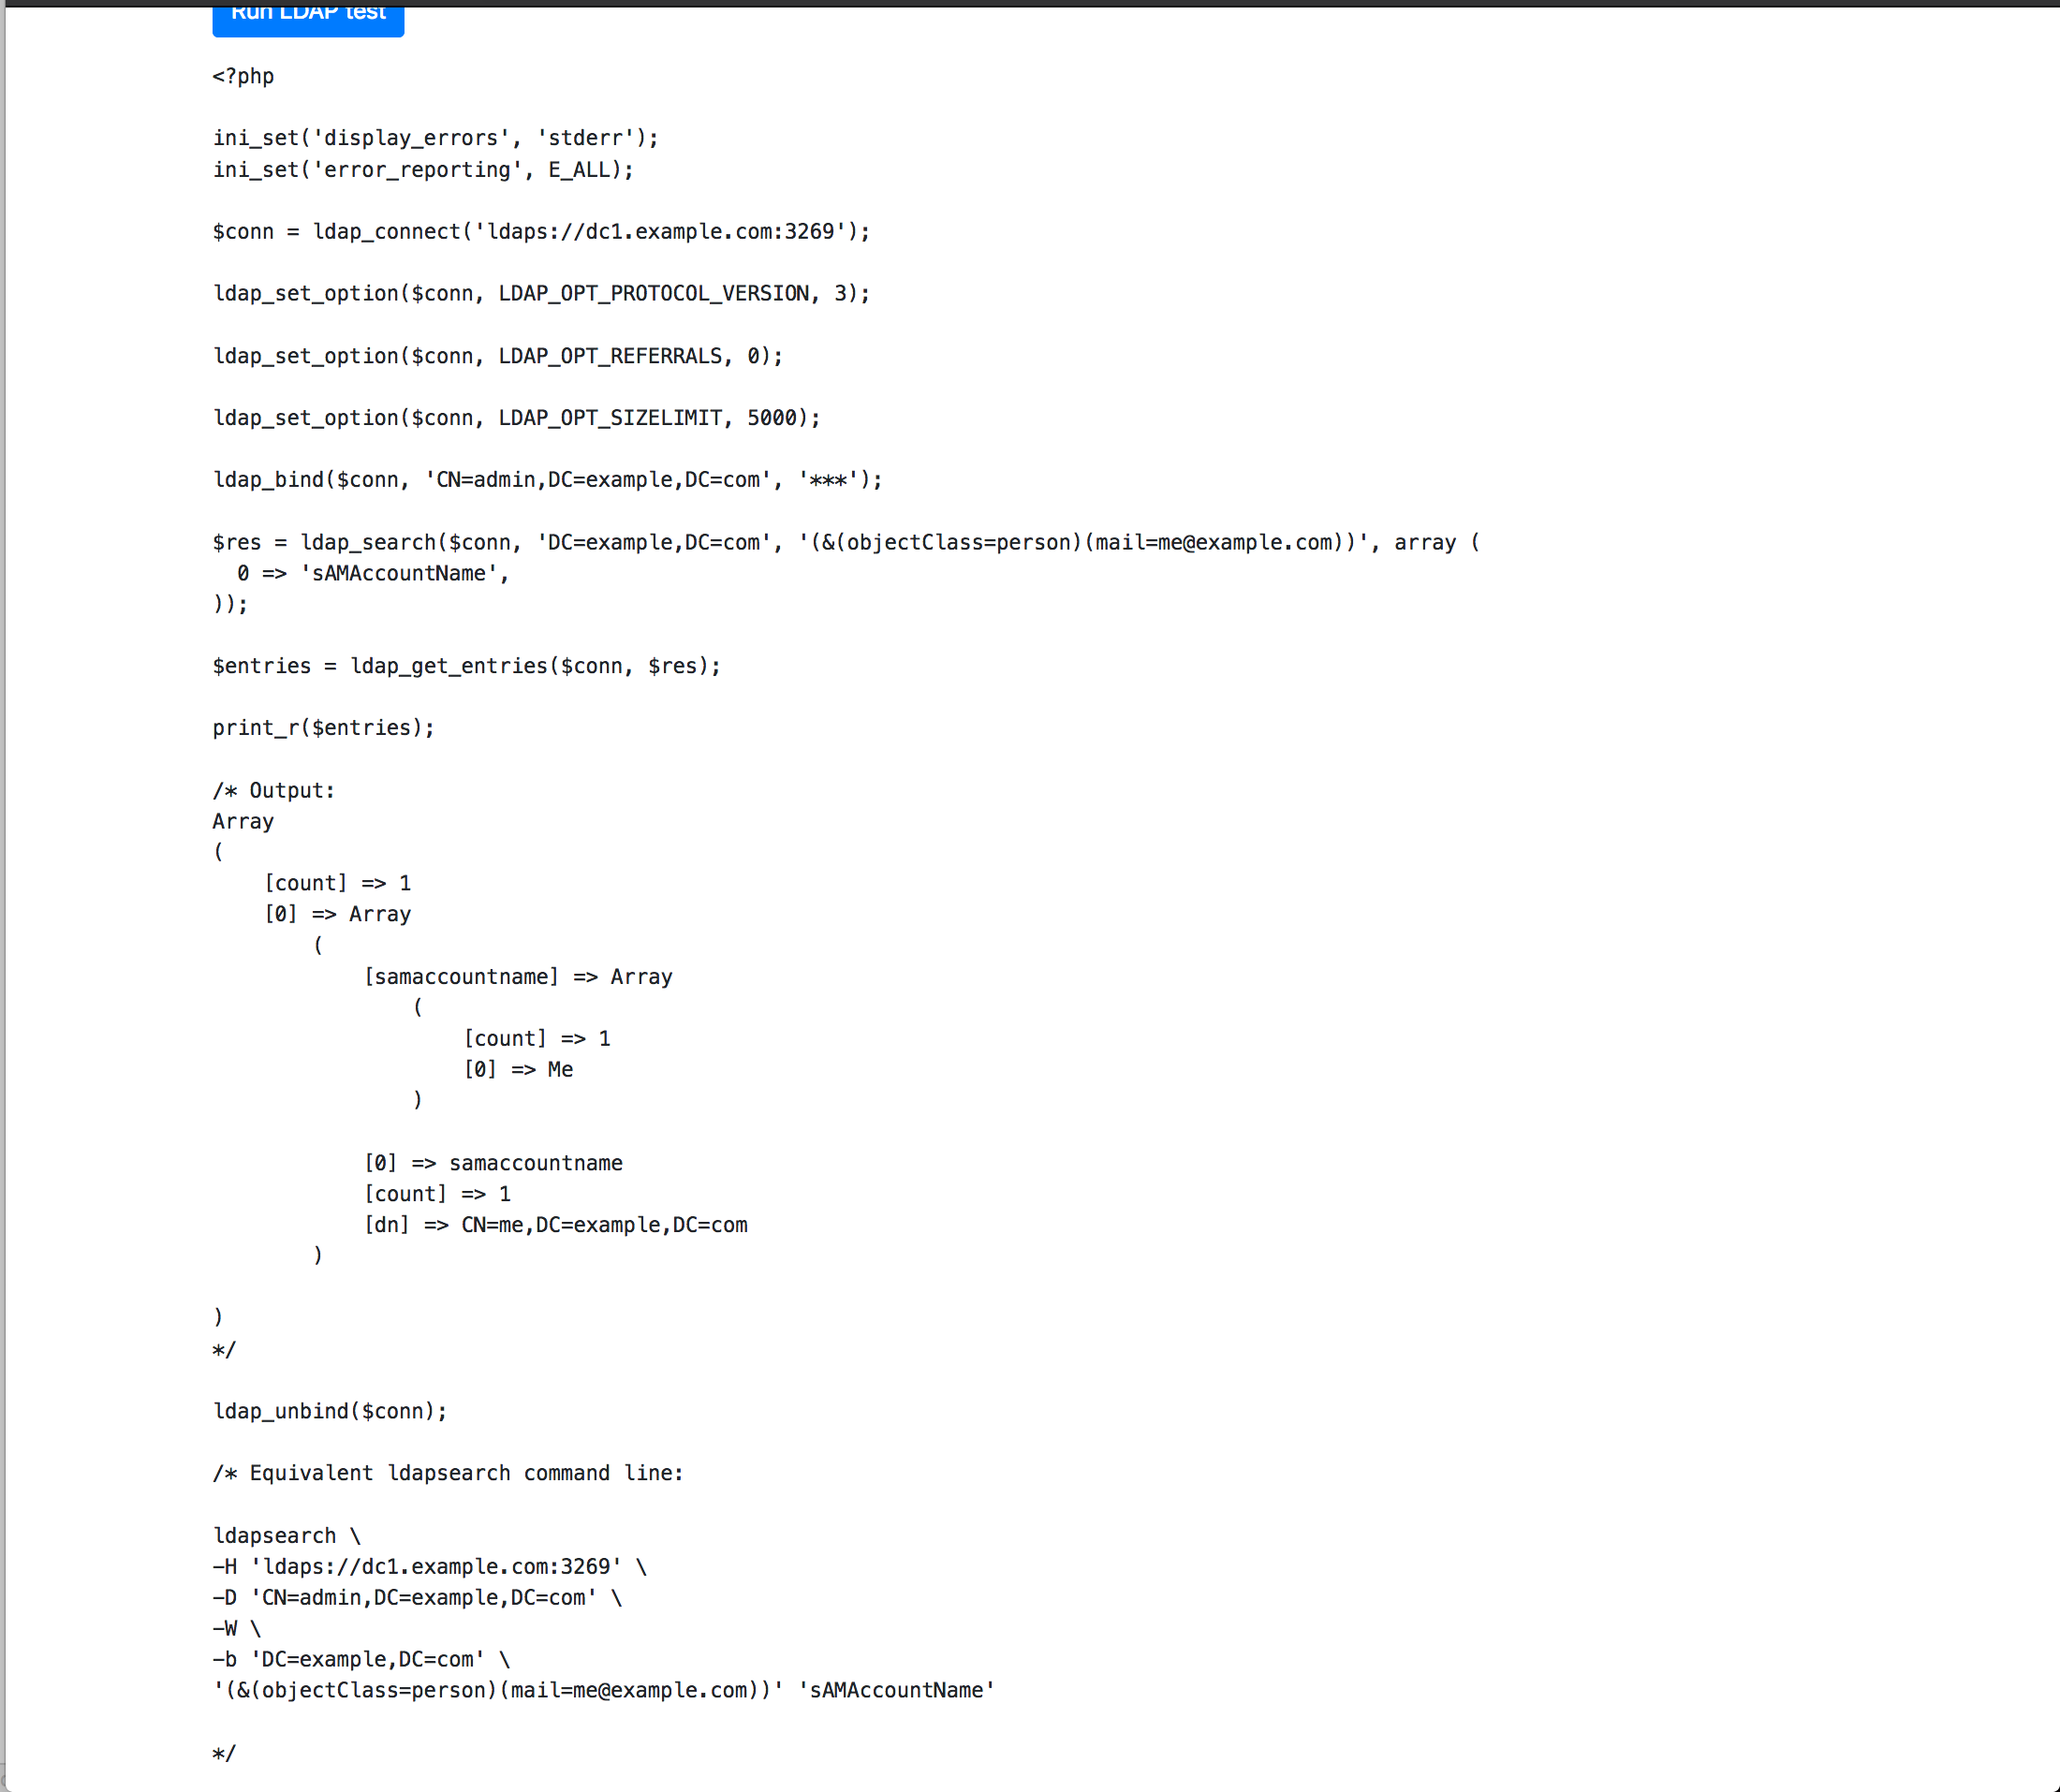 Run LDAP test
<?php
ini_set('display_errors', 'stderr');
ini_set('error_reporting', E_ALL);
$conn = ldap_connect('ldaps://dc1.example.com:3269');
ldap_set_option($conn, LDAP_OPT_PROTOCOL_VERSION, 3);
ldap_set_option($conn, LDAP_OPT_REFERRALS, 0);
ldap_set_option($conn, LDAP_OPT_SIZELIMIT, 5000);
ldap_bind($conn, 'CN=admin,DC=example,DC=com', '***');
$res = ldap_search($conn, 'DC=example,DC=com', '(&(objectClass=person)(mail=me@example.com))', array (
  0 => 'sAMAccountName',
));
$entries = ldap_get_entries($conn, $res);
print_r($entries);
/* Output:
Array
(
    [count] => 1
    [0] => Array
        (
            [samaccountname] => Array
                (
                    [count] => 1
                    [0] => Me
                )
            [0] => samaccountname
            [count] => 1
            [dn] => CN=me,DC=example,DC=com
        )
)
*/
ldap_unbind($conn);
/* Equivalent ldapsearch command line:
ldapsearch \
-H 'ldaps://dc1.example.com:3269' \
-D 'CN=admin,DC=example,DC=com' \
-W \
-b 'DC=example,DC=com' \
'(&(objectClass=person)(mail=me@example.com))' 'sAMAccountName'
*/